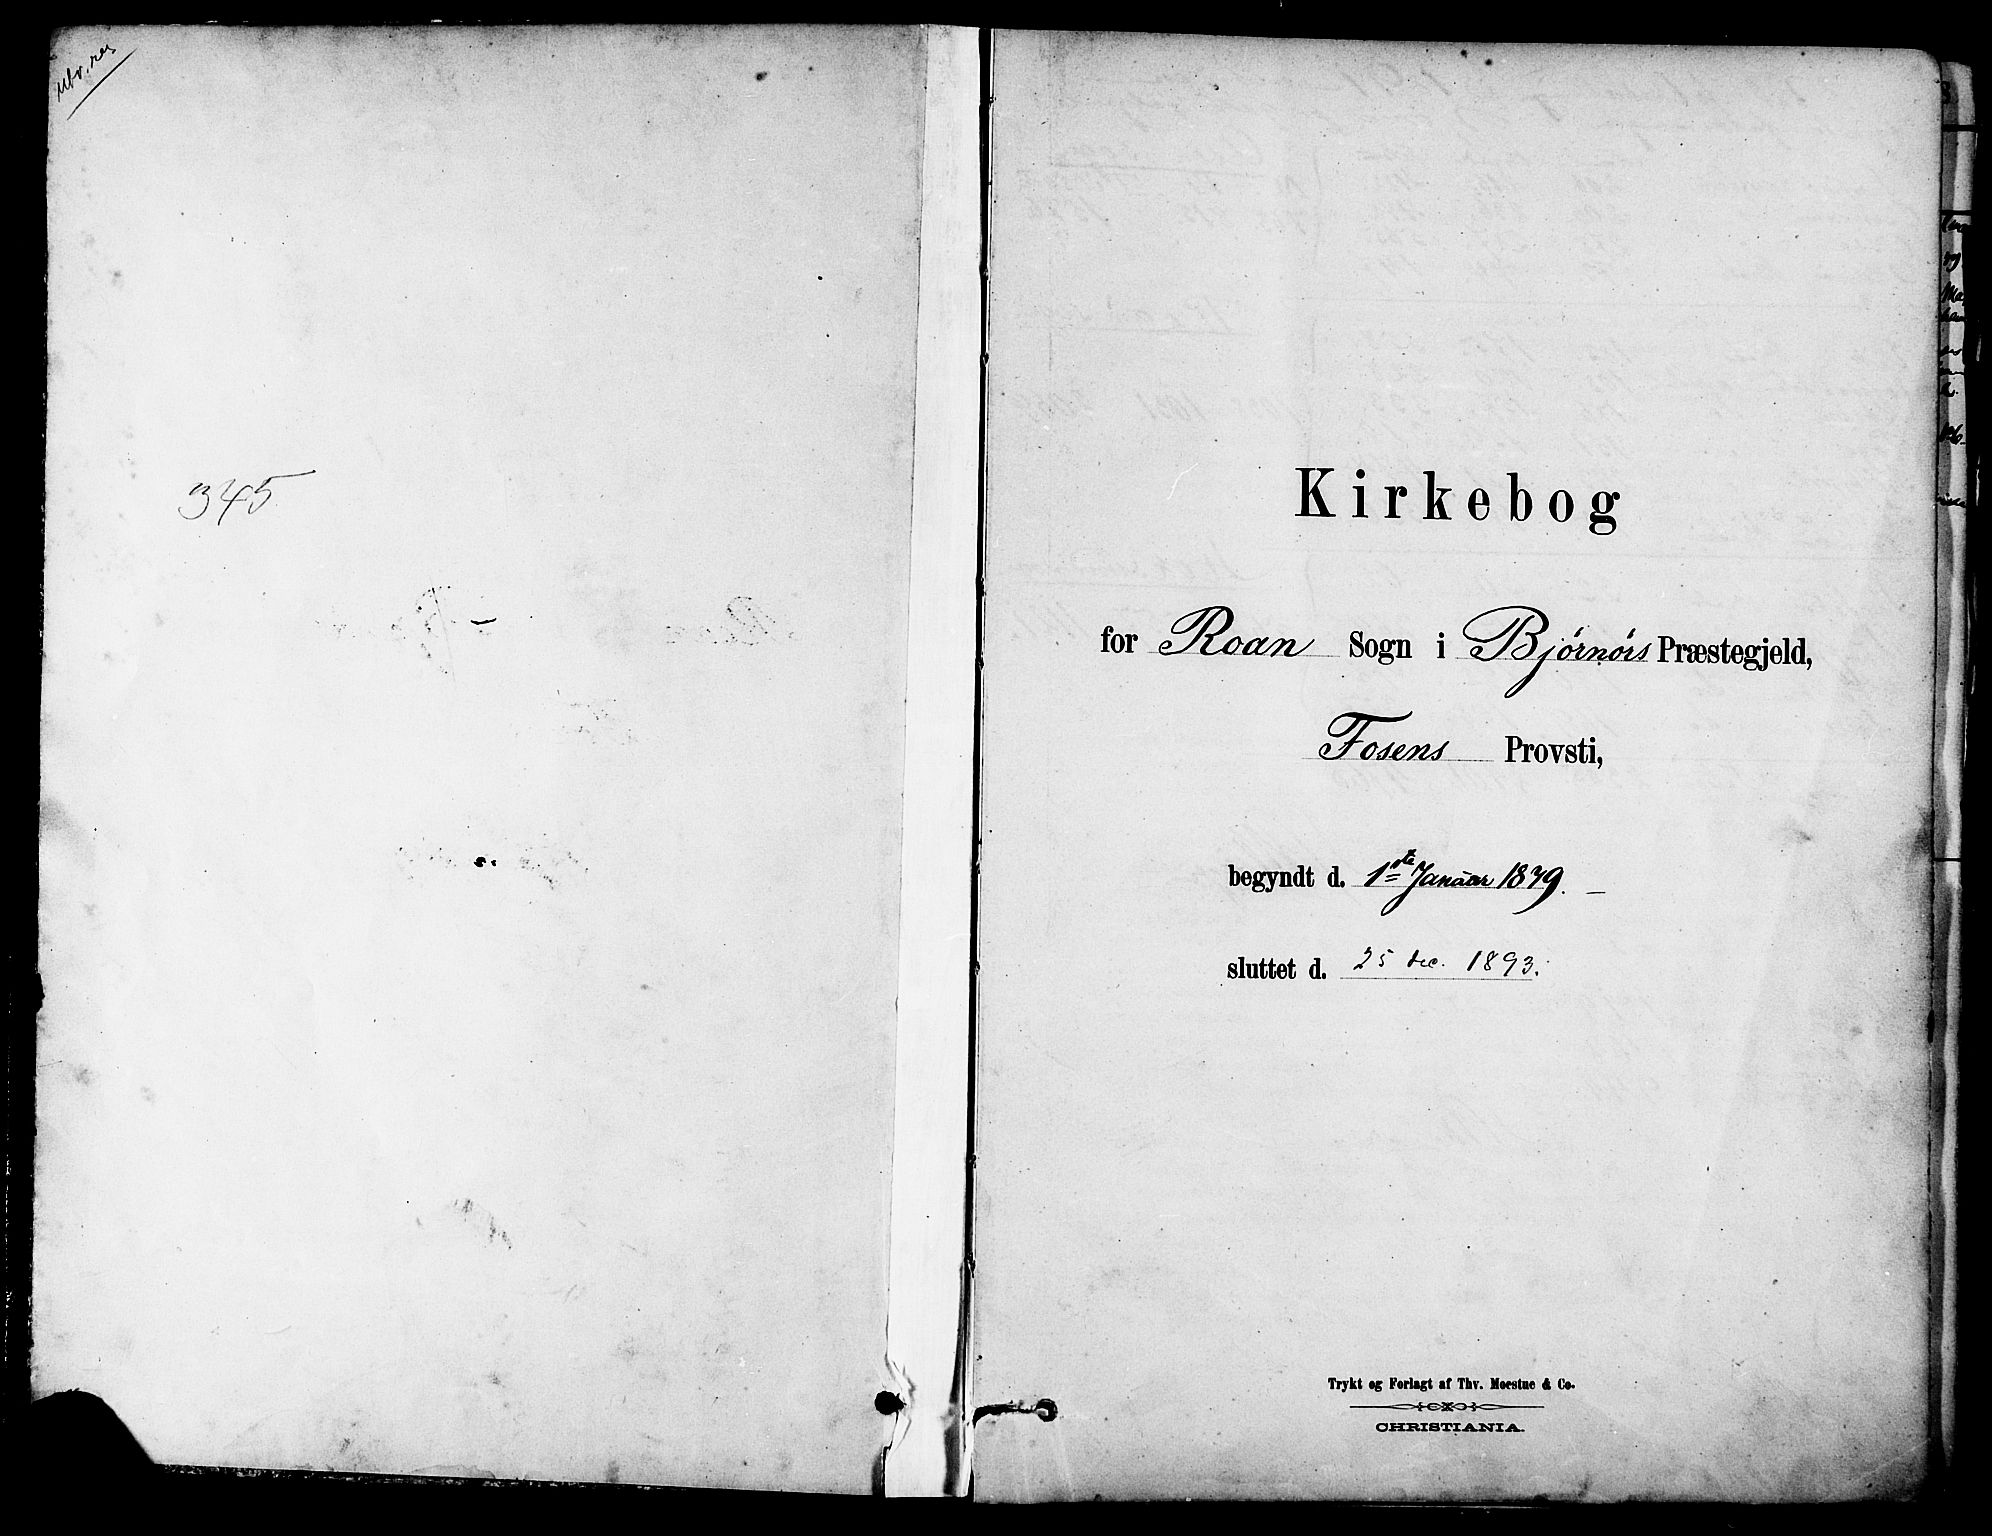 345
Kirkebog
for Roan Sogn i Bjørnørs Præstegjeld,
Fosens Provsti,
begyndt d. 1ste Januar 1879.
sluttet d. 25 dec. 1893.
Trykt og Forlagt af Thv. Moestue & Co.
CHRISTIANIA.